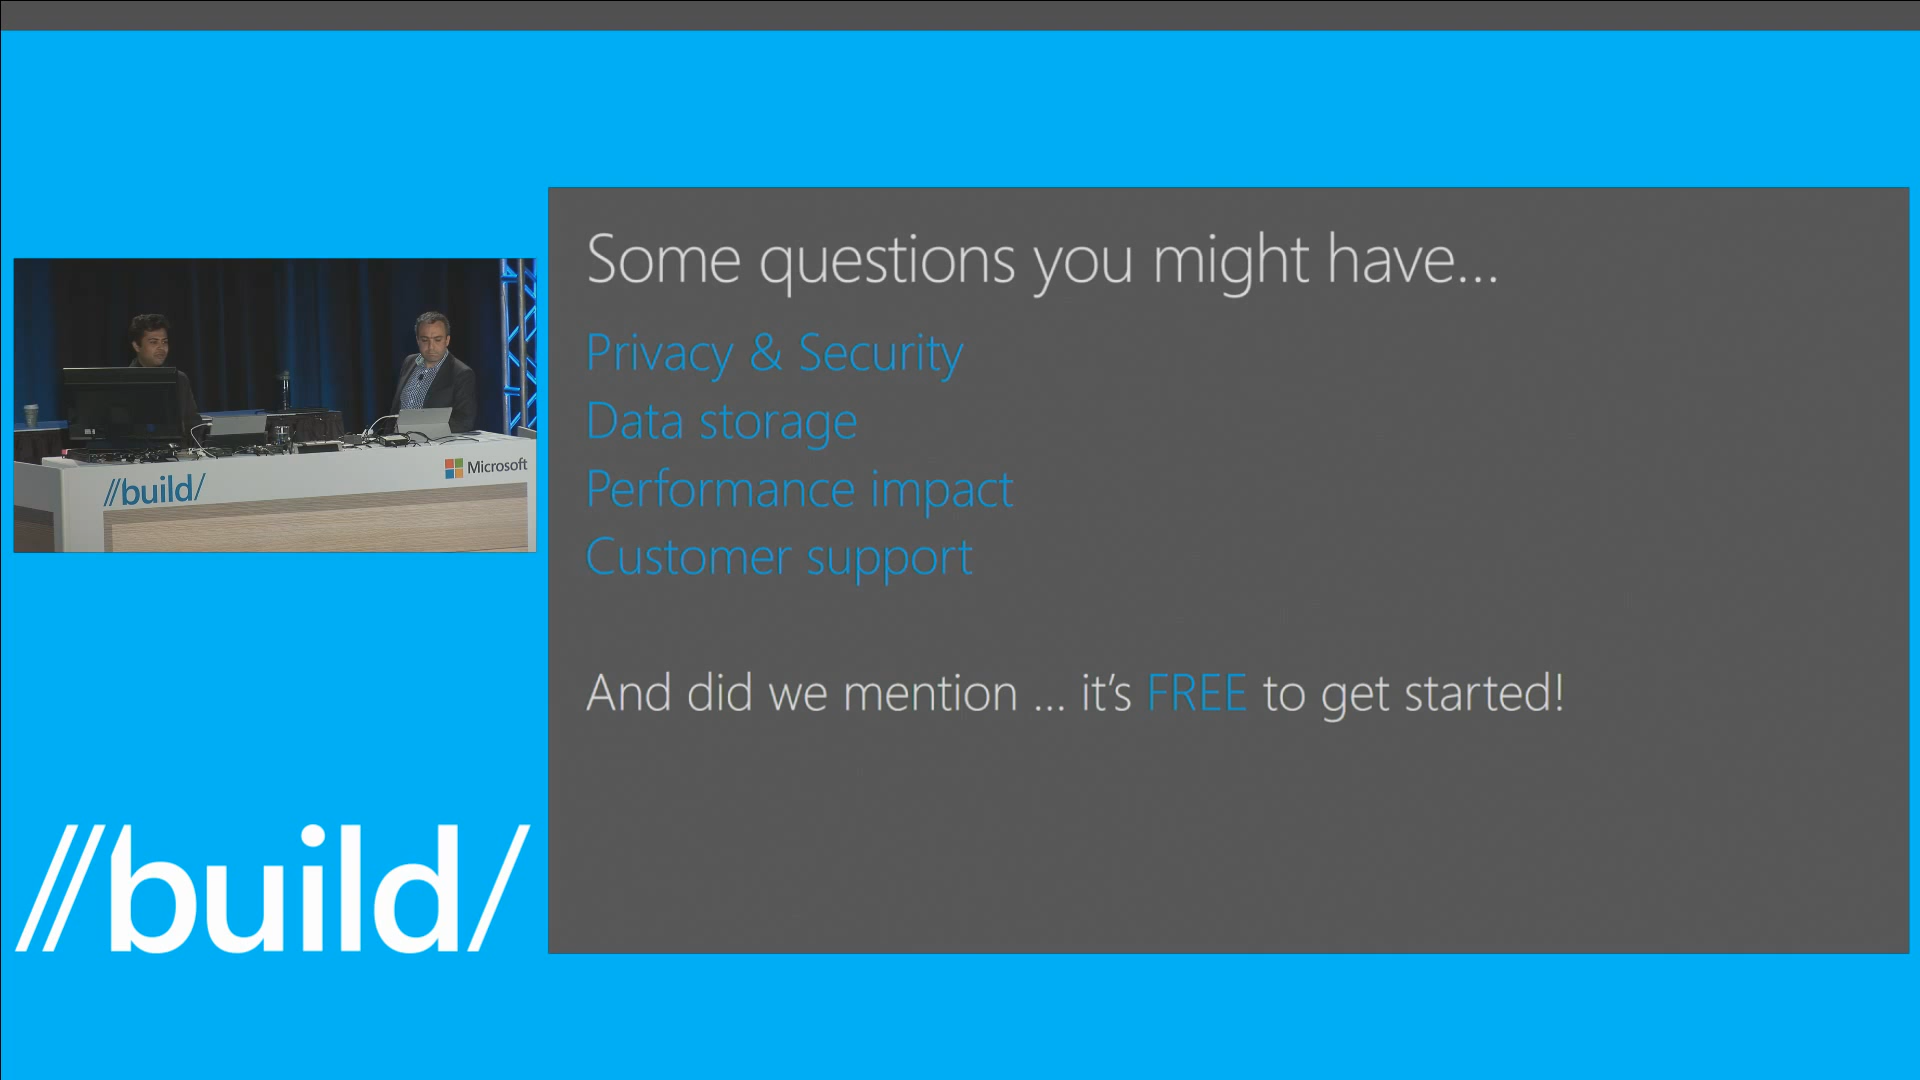 Some questions you might have...
Privacy & Security
Data storage
Performance impact
Customer support
And did we mention ... it's FREE to get started!
//build/
Microsoft
//build/